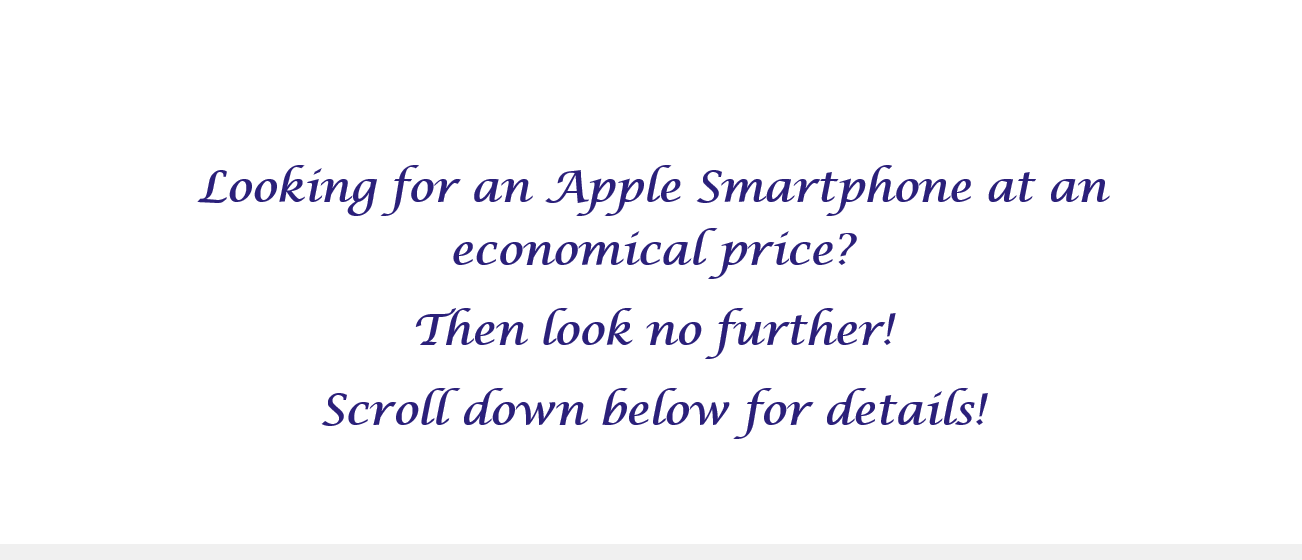 Looking for an Apple Smartphone at an
economical price?
Then look no further!
Scroll down below for details!